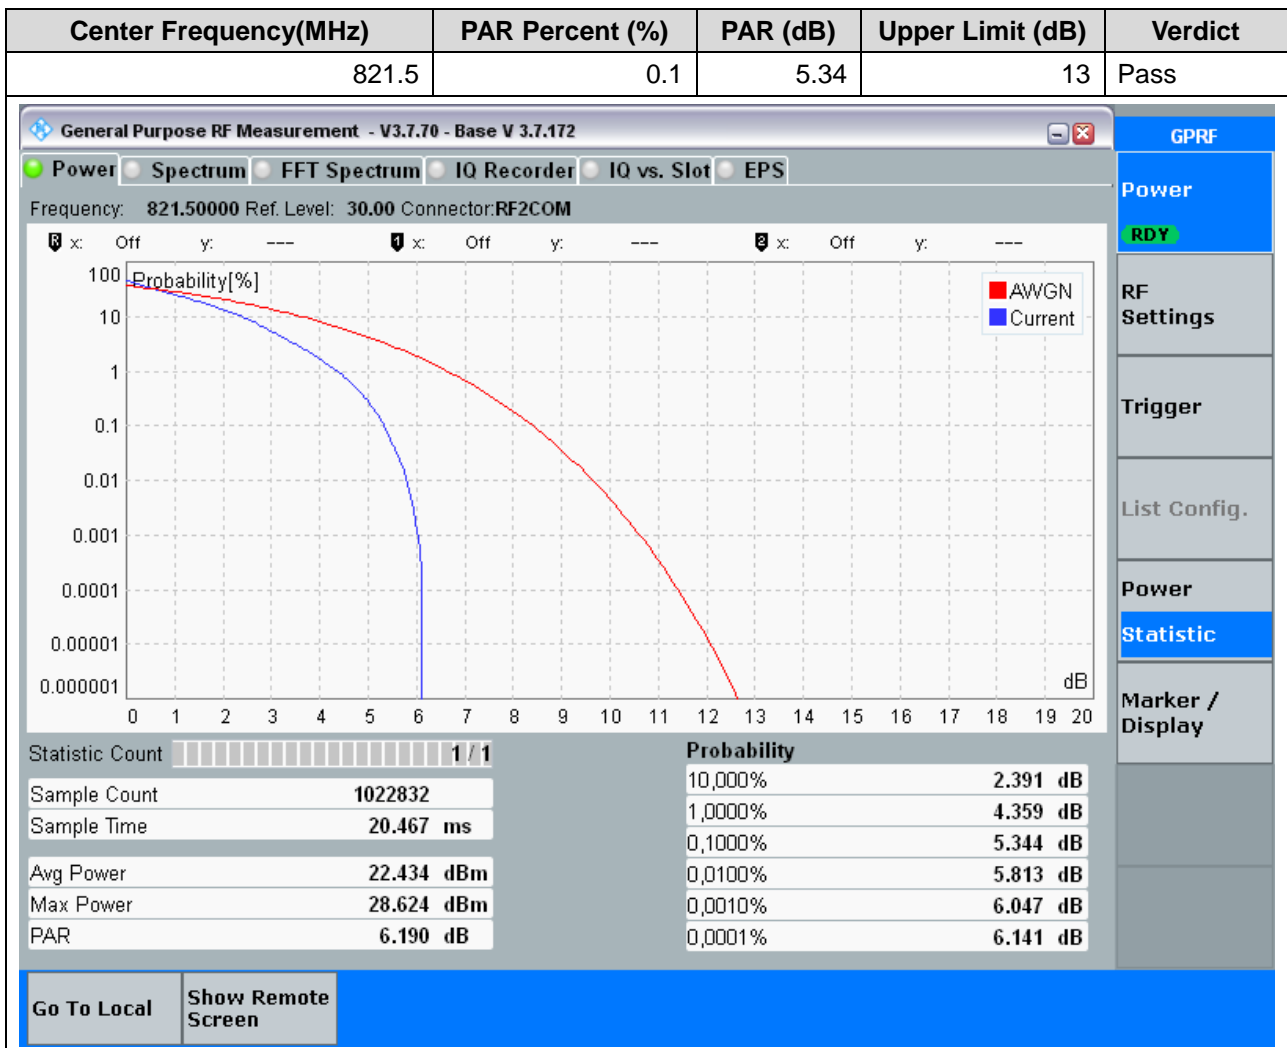 Center Frequency(MHz) PAR Percent (%) PAR (dB) Upper Limit (dB) Verdict
821.5 0.1 5.34 13 Pass
General Purpose RF Measurement - V3.7.70 - Base V 3.7.172
GPRF
Power Spectrum FFT Spectrum IQ Recorder IQ vs. Slot EPS
Frequency: 821.50000 Ref. Level: 30.00 Connector:RF2COM
R x: Off y: --- 1 x: Off y: --- 2 x: Off y: ---
Probability[%]
100
10
1
0.1
0.01
0.001
0.0001
0.00001
0.000001
AWGN
Current
dB
0 1 2 3 4 5 6 7 8 9 10 11 12 13 14 15 16 17 18 19 20
Statistic Count 1 / 1
Sample Count 1022832
Sample Time 20.467 ms
Avg Power 22.434 dBm
Max Power 28.624 dBm
PAR 6.190 dB
Probability
10,000% 2.391 dB
1,0000% 4.359 dB
0,1000% 5.344 dB
0,0100% 5.813 dB
0,0010% 6.047 dB
0,0001% 6.141 dB
Power
RDY
RF
Settings
Trigger
List Config.
Power
Statistic
Marker /
Display
Go To Local
Show Remote
Screen